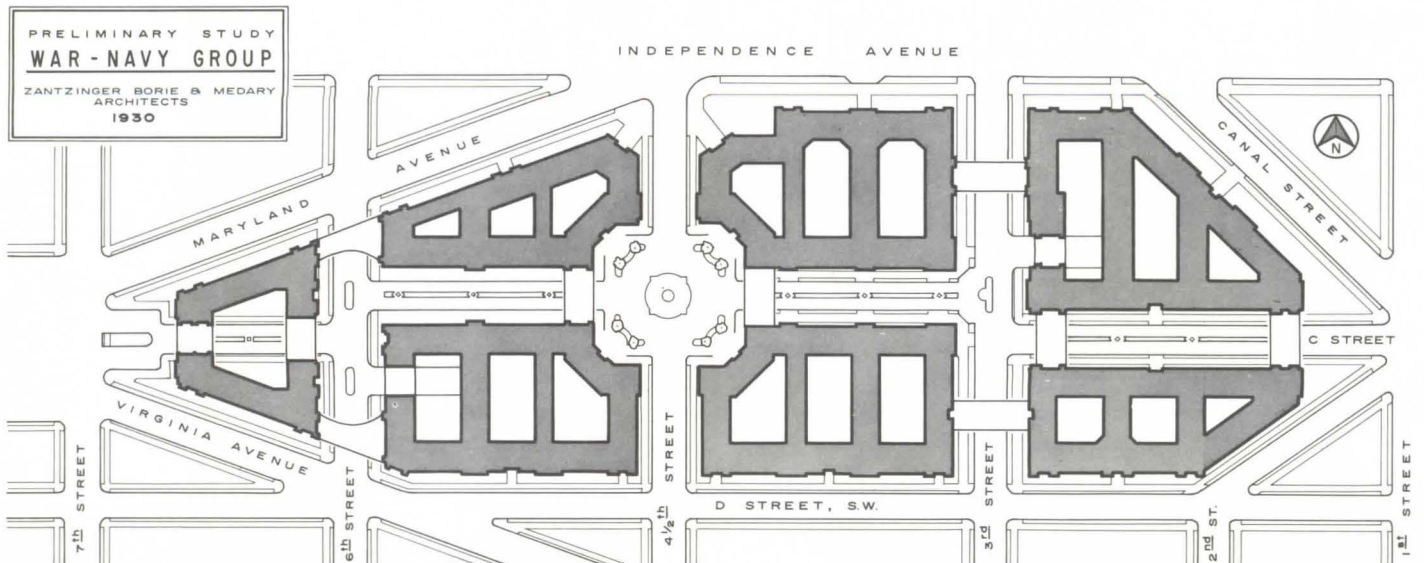 PRELIMINARY STUDY
WAR-NAVY GROUP
ZANTZINGER BORIE & MEDARY
ARCHITECTS
1930
INDEPENDENCE AVENUE
MARYLAND AVENUE
CANAL STREET
N
C STREET
VIRGINIA AVENUE
D STREET, S.W.
7th STREET
6th STREET
4½th STREET
3rd STREET
2nd ST.
1st STREET